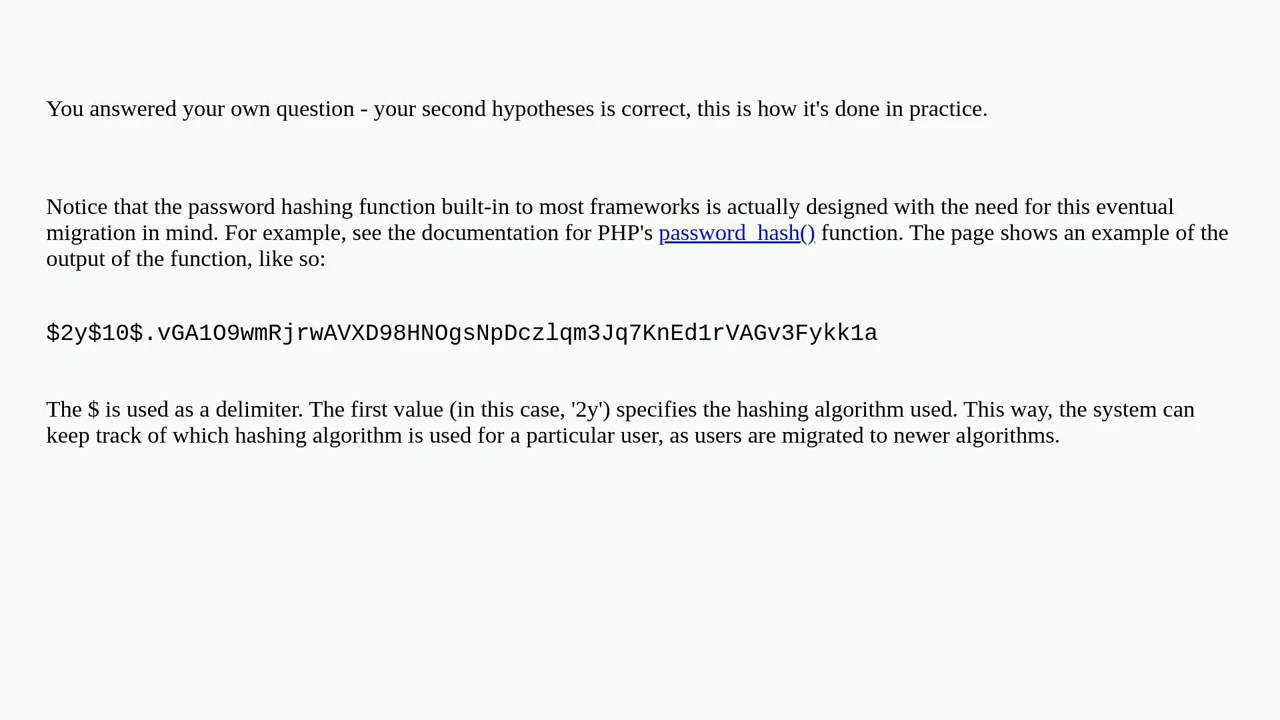 You answered your own question - your second hypotheses is correct, this is how it's done in practice.
Notice that the password hashing function built-in to most frameworks is actually designed with the need for this eventual
migration in mind. For example, see the documentation for PHP's password_hash() function. The page shows an example of the
output of the function, like so:
$2y$10$.vGA1O9wmRjrwAVXD98HNOgsNpDczlqm3Jq7KnEd1rVAGv3Fykk1a
The $ is used as a delimiter. The first value (in this case, '2y') specifies the hashing algorithm used. This way, the system can
keep track of which hashing algorithm is used for a particular user, as users are migrated to newer algorithms.